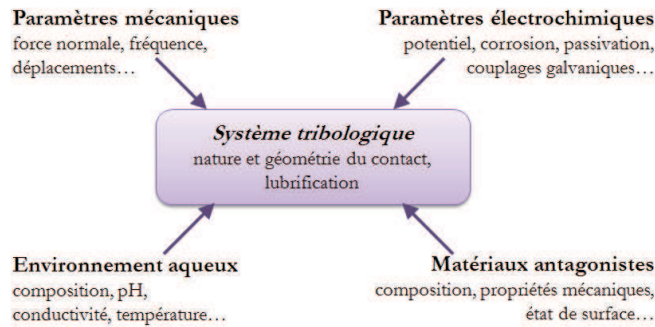 Paramètres mécaniques
force normale, fréquence,
déplacements…
Paramètres électrochimiques
potentiel, corrosion, passivation,
couplages galvaniques…
Système tribologique
nature et géométrie du contact,
lubrification
Environnement aqueux
composition, pH,
conductivité, température…
Matériaux antagonistes
composition, propriétés mécaniques,
état de surface…